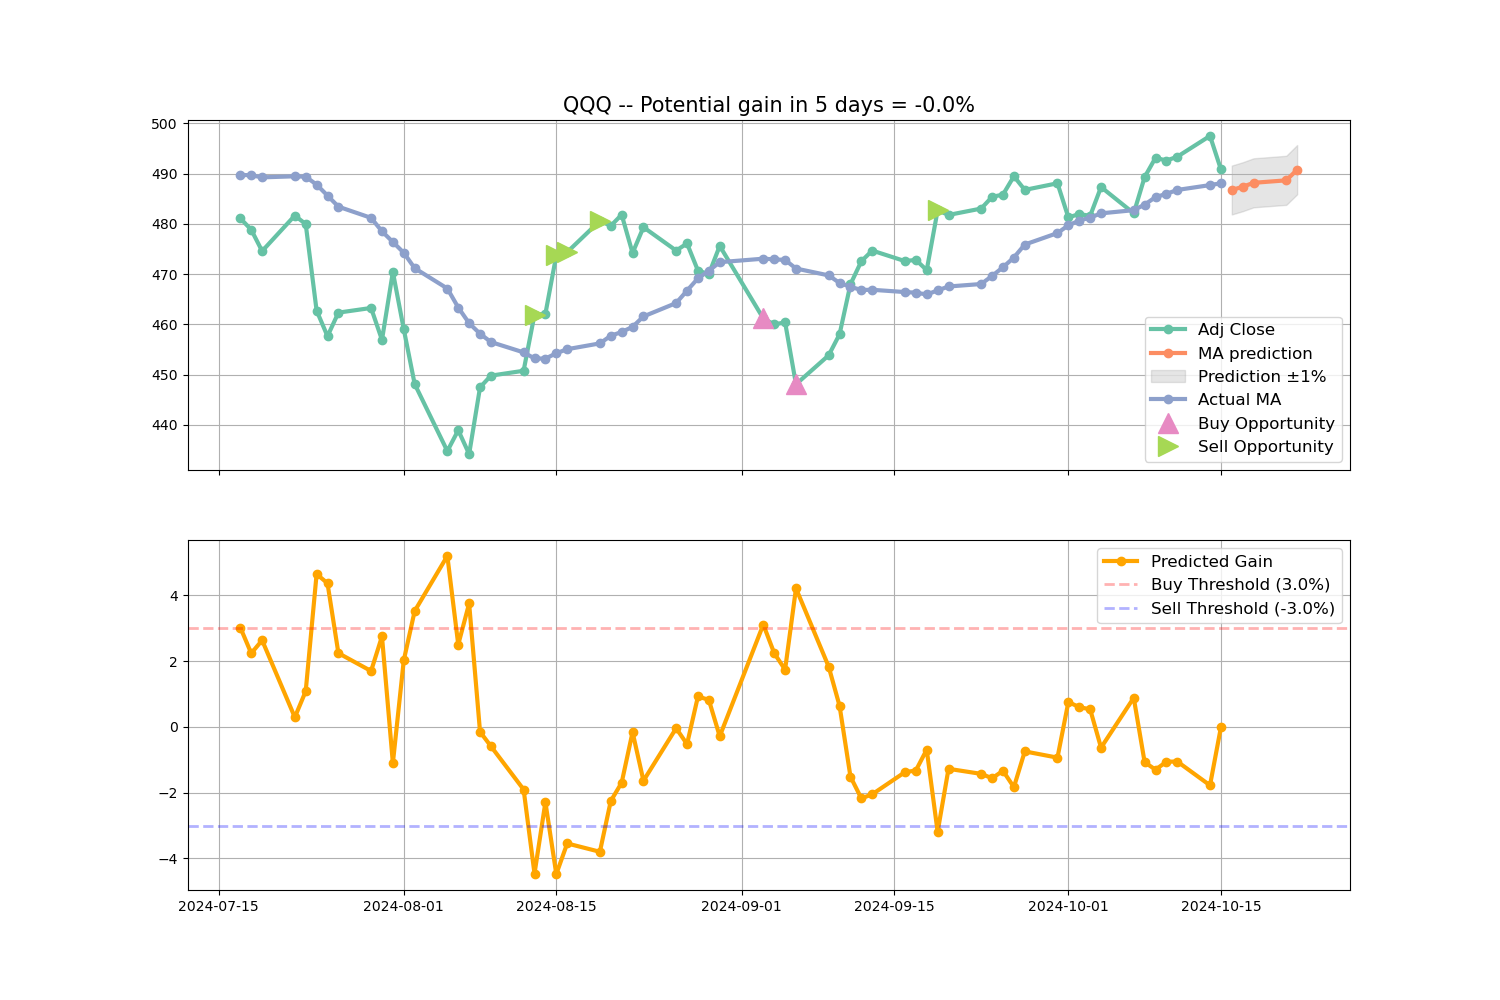 QQQ -- Potential gain in 5 days = -0.0%
500
490
480
470
460
450
440
Adj Close
MA prediction
Prediction ±1%
Actual MA
Buy Opportunity
Sell Opportunity
4
2
0
−2
−4
Predicted Gain
Buy Threshold (3.0%)
Sell Threshold (-3.0%)
2024-07-15
2024-08-01
2024-08-15
2024-09-01
2024-09-15
2024-10-01
2024-10-15